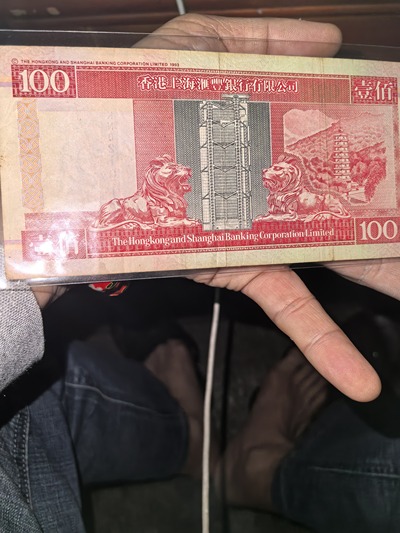 © THE HONGKONG AND SHANGHAI BANKING CORPORATION LIMITED 1993
100
香港上海滙豐銀行有限公司
壹佰
The Hongkong and Shanghai Banking Corporation Limited
100